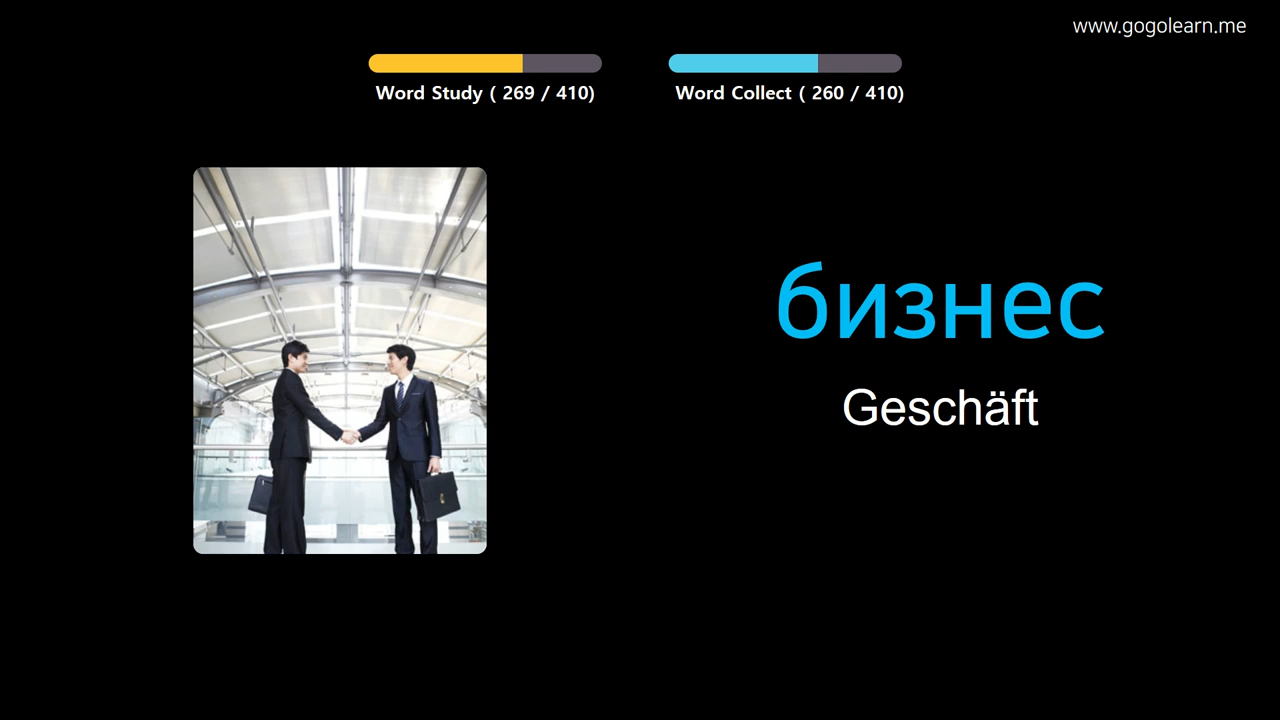 www.gogolearn.me
Word Study ( 269 / 410)
Word Collect ( 260 / 410)
бизнес
Geschäft